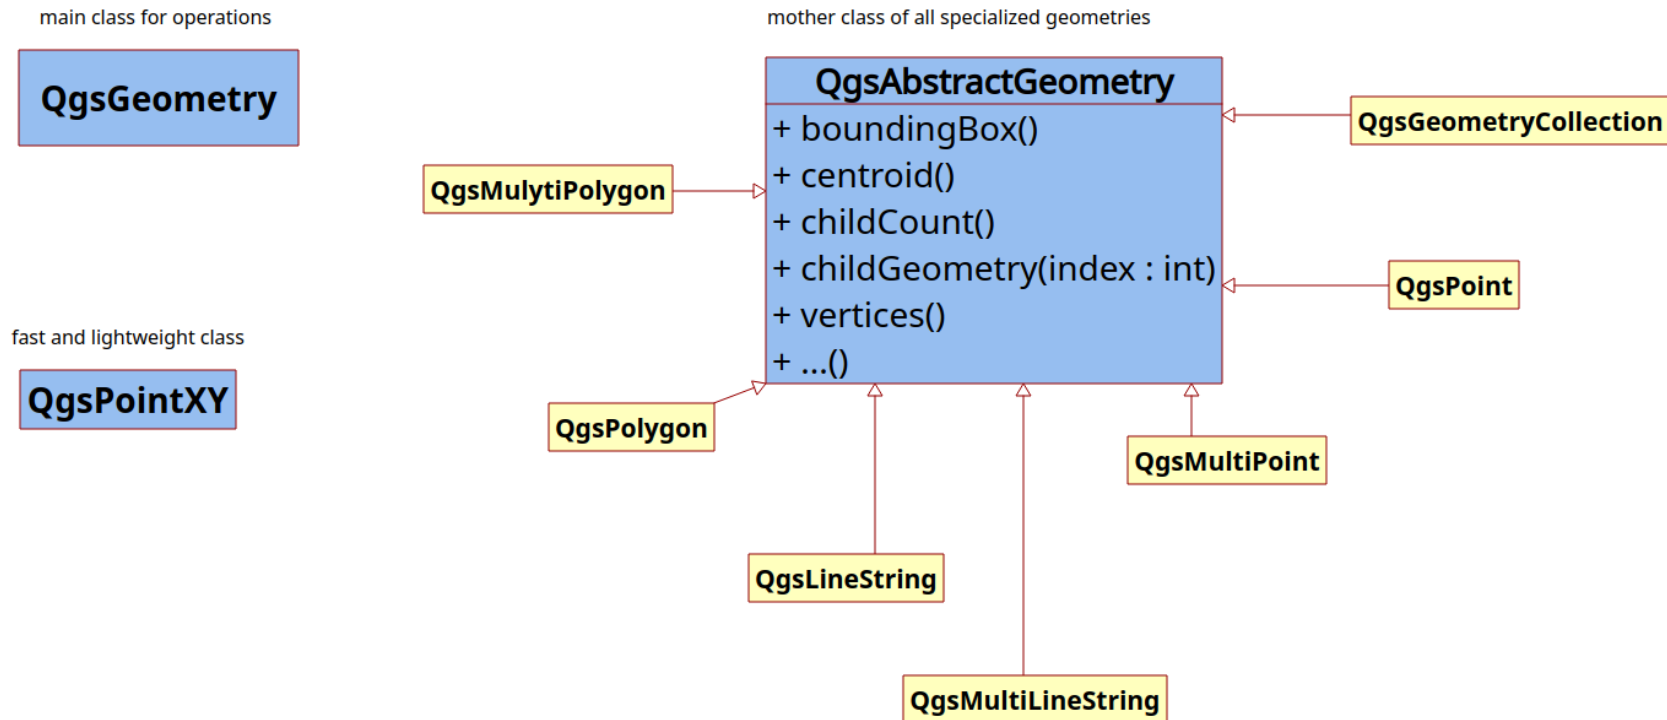 main class for operations
QgsGeometry
mother class of all specialized geometries
QgsAbstractGeometry
+ boundingBox()
+ centroid()
+ childCount()
+ childGeometry(index : int)
+ vertices()
+ ...()
QgsGeometryCollection
QgsMulytiPolygon
QgsPoint
fast and lightweight class
QgsPointXY
QgsPolygon
QgsMultiPoint
QgsLineString
QgsMultiLineString